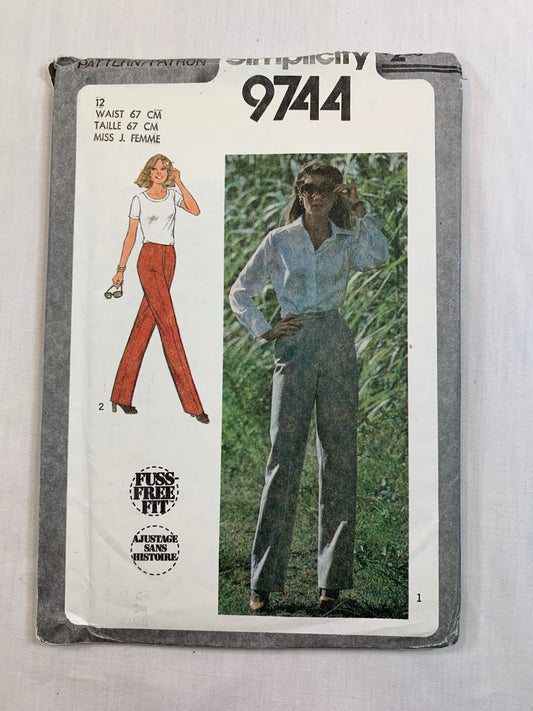 PATTERN/PATRON
Simplicity
9744
12
WAIST 67 CM
TAILLE 67 CM
MISS J. FEMME
2
FUSS-
FREE
FIT
AJUSTAGE
SANS
HISTOIRE
1